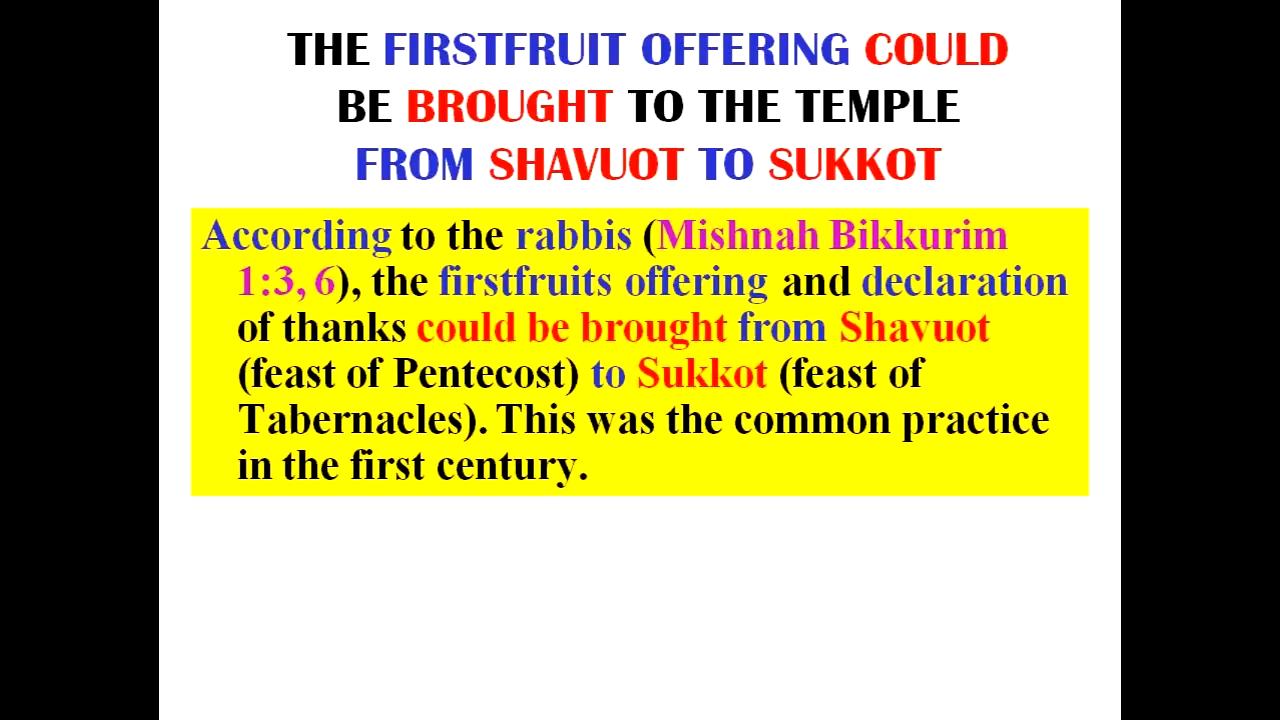 THE FIRSTFRUIT OFFERING COULD
BE BROUGHT TO THE TEMPLE
FROM SHAVUOT TO SUKKOT
According to the rabbis (Mishnah Bikkurim
1:3, 6), the firstfruits offering and declaration
of thanks could be brought from Shavuot
(feast of Pentecost) to Sukkot (feast of
Tabernacles). This was the common practice
in the first century.